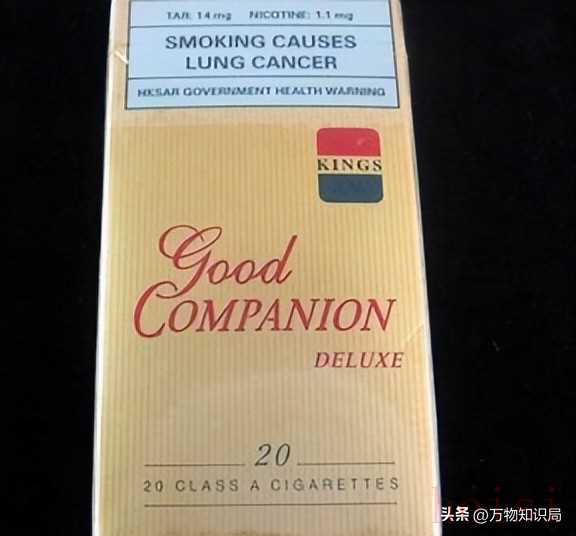 TAR: 14 mg NICOTINE: 1.1 mg
SMOKING CAUSES
LUNG CANCER
HKSAR GOVERNMENT HEALTH WARNING
KINGS
Good
COMPANION
DELUXE
20
20 CLASS A CIGARETTES
头条 @万物知识局